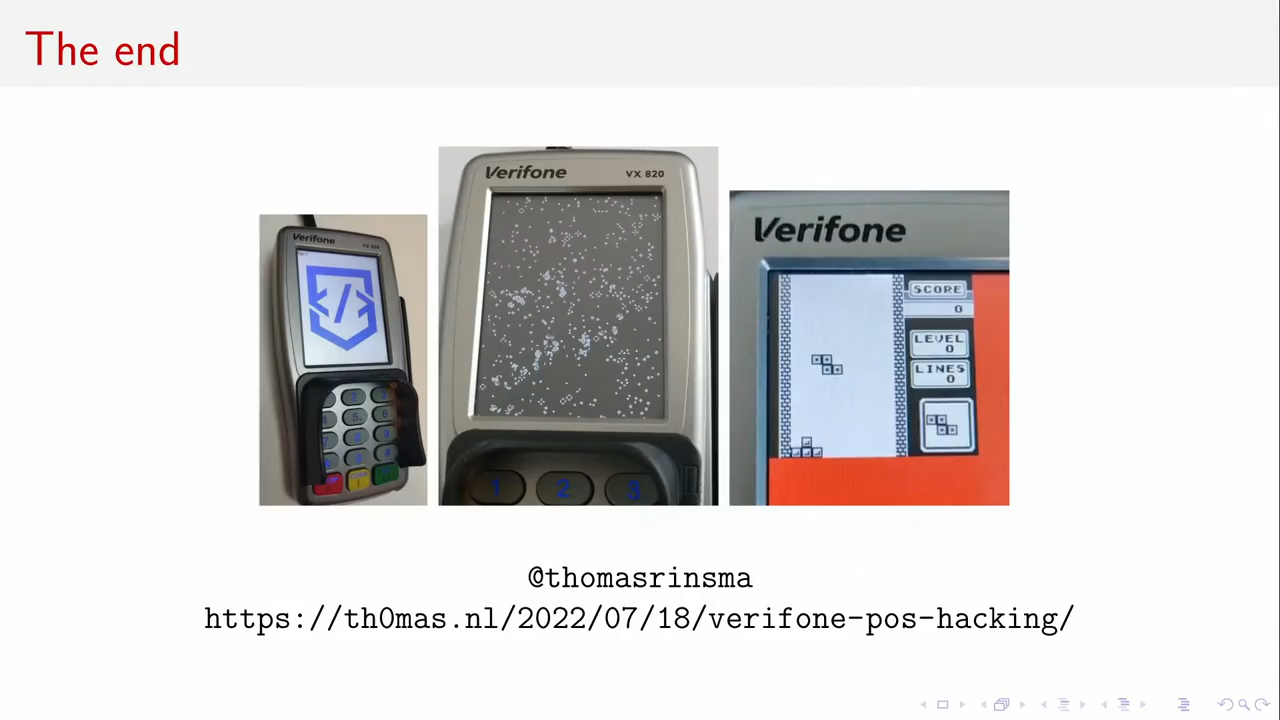 The end
Verifone
Verifone
VX 820
1 2 3
Verifone
SCORE
0
LEVEL
0
LINES
0
@thomasrinsma
https://th0mas.nl/2022/07/18/verifone-pos-hacking/